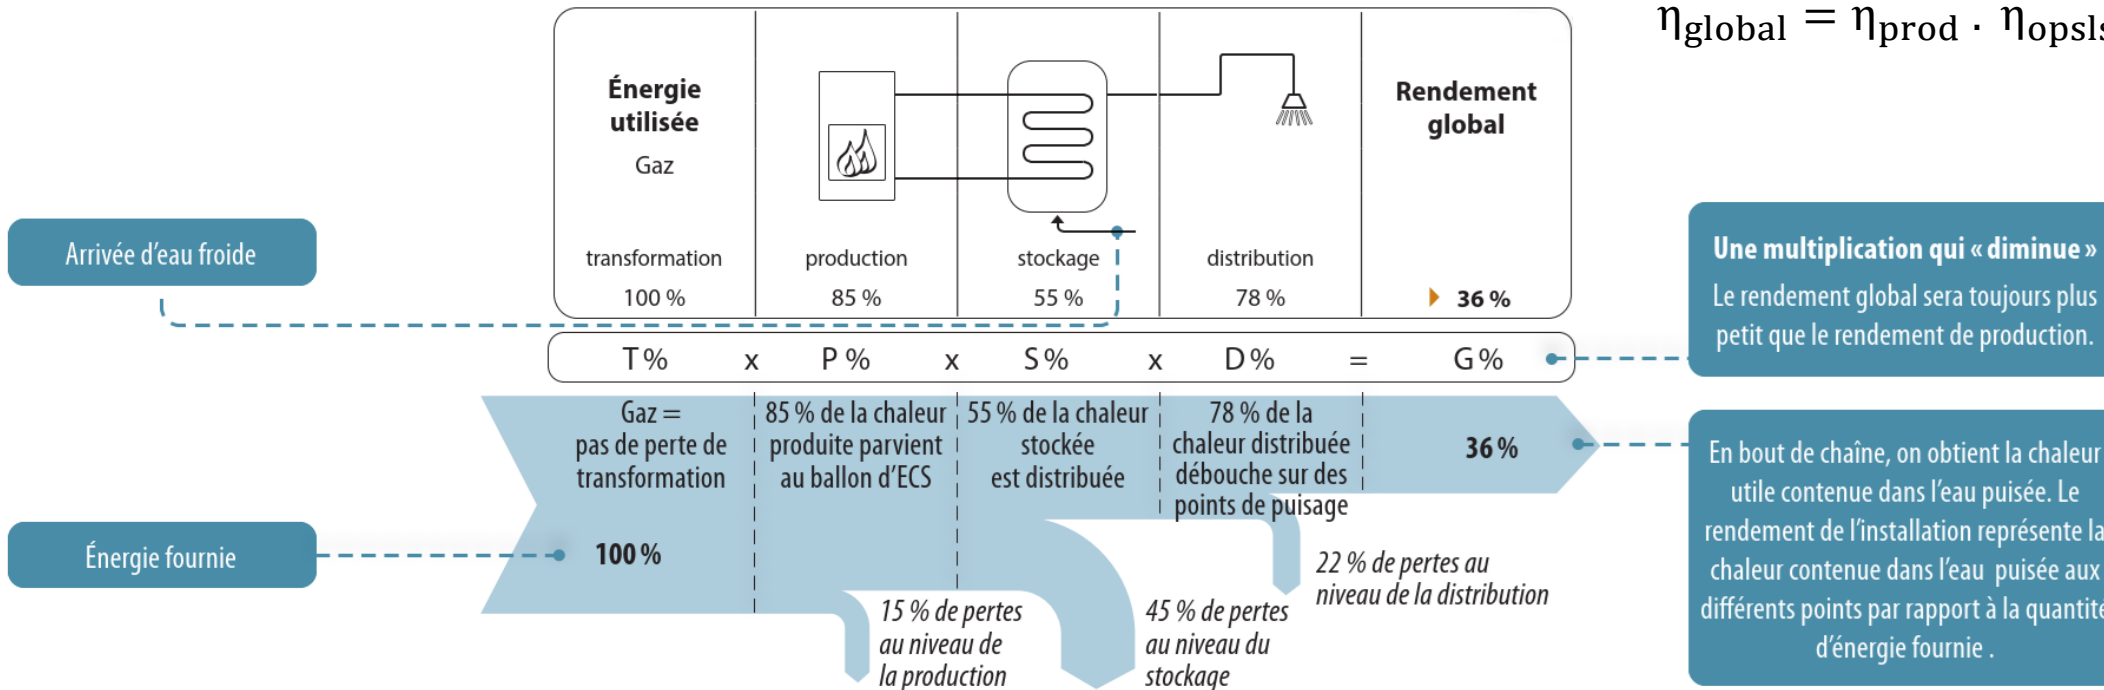 η_global = η_prod · η_opsls
Énergie
utilisée
Gaz
Rendement
global
transformation
production
stockage
distribution
100 %
85 %
55 %
78 %
36 %
T % x P % x S % x D % = G %
Arrivée d’eau froide
Énergie fournie
Gaz =
pas de perte de
transformation
100 %
85 % de la chaleur
produite parvient
au ballon d’ECS
55 % de la chaleur
stockée
est distribuée
78 % de la
chaleur distribuée
débouche sur des
points de puisage
36 %
15 % de pertes
au niveau de
la production
45 % de pertes
au niveau du
stockage
22 % de pertes au
niveau de la distribution
Une multiplication qui « diminue »
Le rendement global sera toujours plus
petit que le rendement de production.
En bout de chaîne, on obtient la chaleur
utile contenue dans l’eau puisée. Le
rendement de l’installation représente la
chaleur contenue dans l’eau puisée aux
différents points par rapport à la quantité
d’énergie fournie .